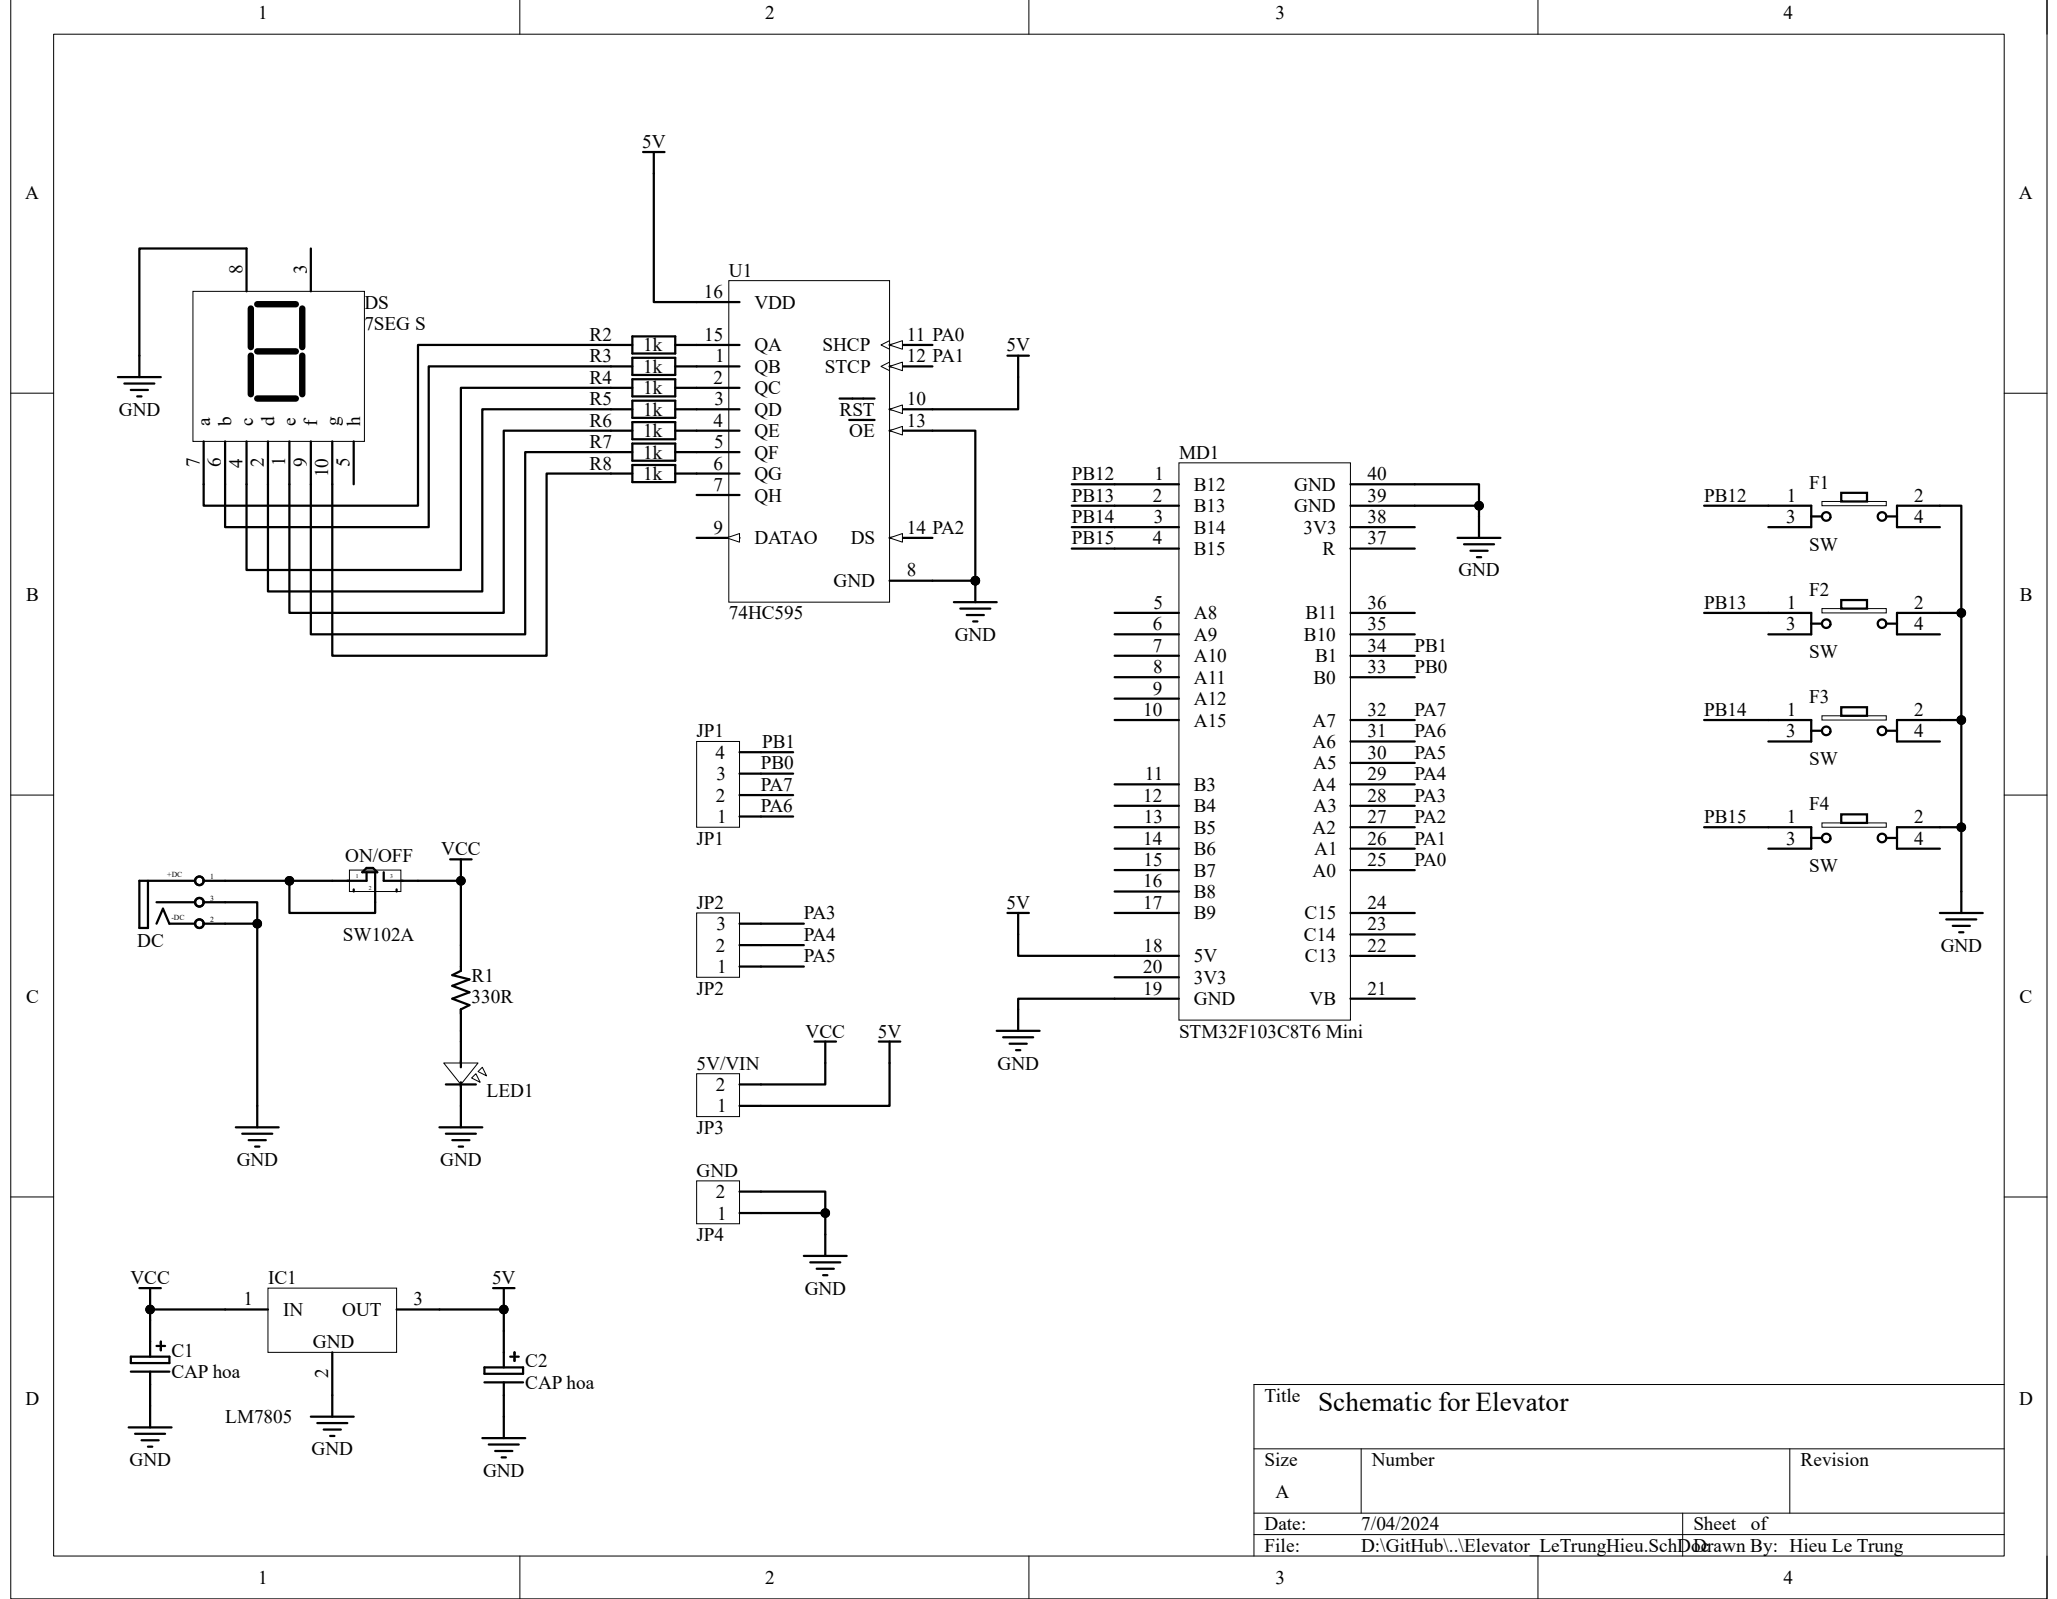 1 2 3 4
A A
B B
C C
D D
1 2 3 4
5V
8 3
DS
7SEG S
GND
a b c d e f g h
7 6 4 2 1 9 10 5
R2 1k
R3 1k
R4 1k
R5 1k
R6 1k
R7 1k
R8 1k
U1
16 VDD
15 QA SHCP 11 PA0
1 QB STCP 12 PA1
2 QC
3 QD RST 10
4 QE OE 13
5 QF
6 QG
7 QH
9 DATAO DS 14 PA2
GND 8
74HC595
5V
GND
MD1
PB12 1 B12 GND 40
PB13 2 B13 GND 39
PB14 3 B14 3V3 38
PB15 4 B15 R 37
GND
5 A8 B11 36
6 A9 B10 35
7 A10 B1 34 PB1
8 A11 B0 33 PB0
9 A12
10 A15 A7 32 PA7
A6 31 PA6
A5 30 PA5
11 B3 A4 29 PA4
12 B4 A3 28 PA3
13 B5 A2 27 PA2
14 B6 A1 26 PA1
15 B7 A0 25 PA0
16 B8
17 B9 C15 24
C14 23
5V 18 5V C13 22
20 3V3
19 GND VB 21
STM32F103C8T6 Mini
GND
F1
PB12 1 2
3 4
SW
F2
PB13 1 2
3 4
SW
F3
PB14 1 2
3 4
SW
F4
PB15 1 2
3 4
SW
GND
JP1
4 PB1
3 PB0
2 PA7
1 PA6
JP1
JP2
3 PA3
2 PA4
1 PA5
JP2
VCC 5V
5V/VIN
2
1
JP3
GND
2
1
JP4
GND
ON/OFF
VCC
+DC 1
3
-DC 2
DC
1 2 3
SW102A
R1
330R
LED1
GND
GND
VCC
IC1
5V
1 IN OUT 3
GND
2
C1
CAP hoa
C2
CAP hoa
LM7805
GND
GND
GND
Title Schematic for Elevator
Size Number Revision
A
Date: 7/04/2024 Sheet of
File: D:\GitHub\..\Elevator_LeTrungHieu.SchDoc Drawn By: Hieu Le Trung